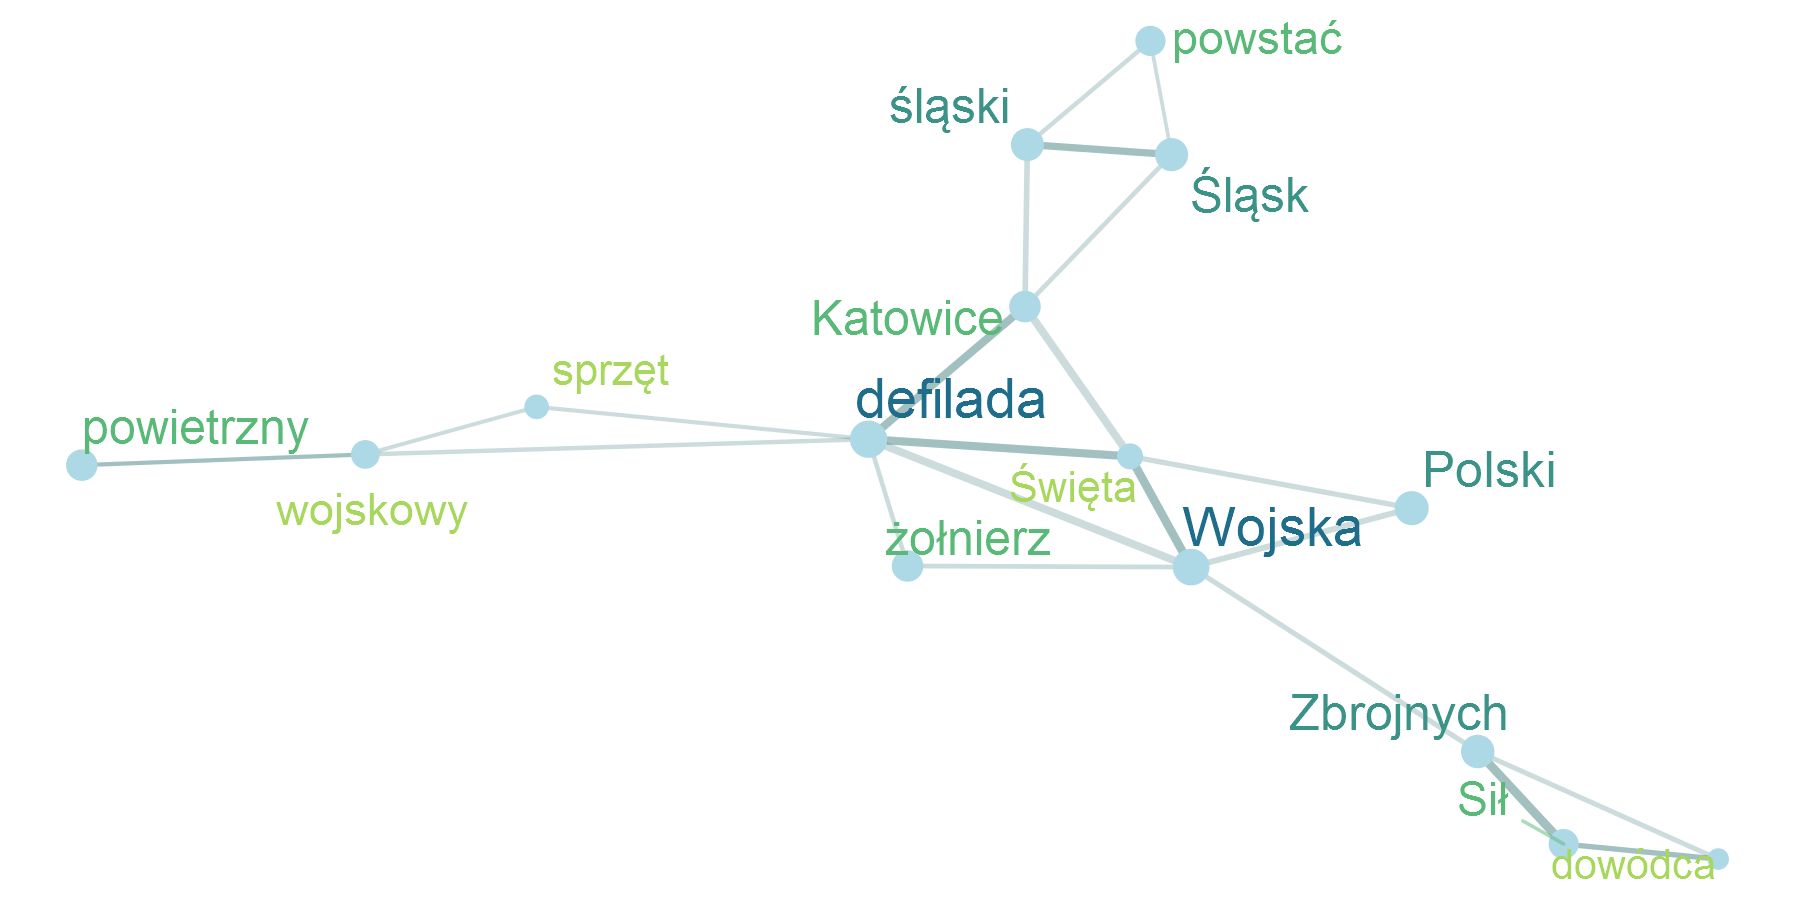 powstać
śląski
Śląsk
Katowice
sprzęt
defilada
powietrzny
Polski
Święta
wojskowy
Wojska
żołnierz
Zbrojnych
Sił
dowódca